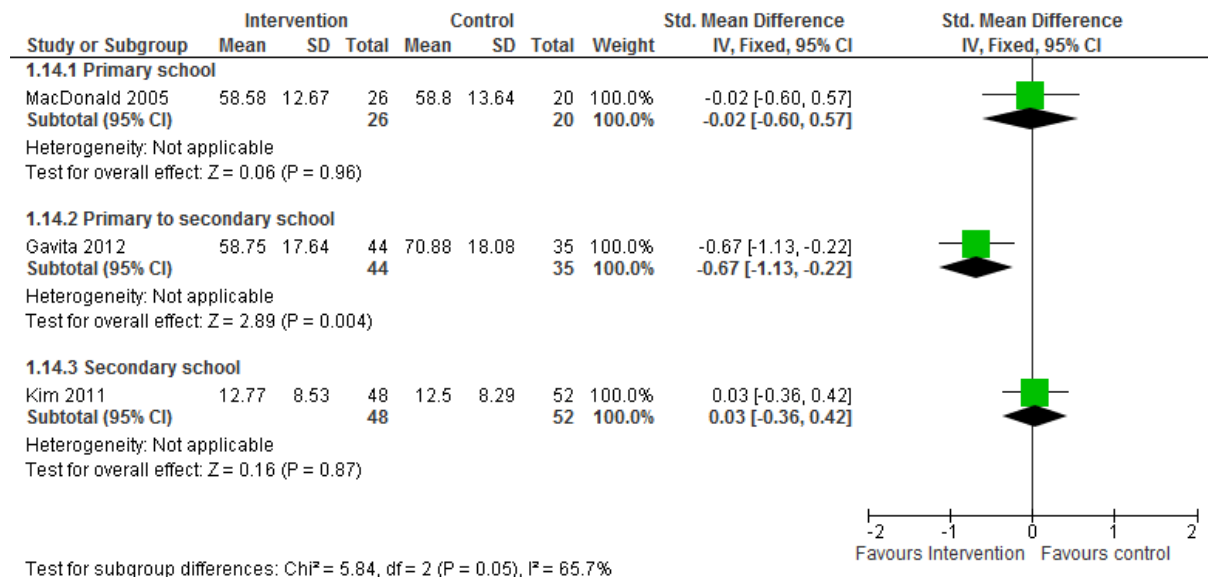 Intervention Control Std. Mean Difference Std. Mean Difference
Study or Subgroup Mean SD Total Mean SD Total Weight IV, Fixed, 95% CI IV, Fixed, 95% CI
1.14.1 Primary school
MacDonald 2005 58.58 12.67 26 58.8 13.64 20 100.0% -0.02 [-0.60, 0.57]
Subtotal (95% CI) 26 20 100.0% -0.02 [-0.60, 0.57]
Heterogeneity: Not applicable
Test for overall effect: Z = 0.06 (P = 0.96)
1.14.2 Primary to secondary school
Gavita 2012 58.75 17.64 44 70.88 18.08 35 100.0% -0.67 [-1.13, -0.22]
Subtotal (95% CI) 44 35 100.0% -0.67 [-1.13, -0.22]
Heterogeneity: Not applicable
Test for overall effect: Z = 2.89 (P = 0.004)
1.14.3 Secondary school
Kim 2011 12.77 8.53 48 12.5 8.29 52 100.0% 0.03 [-0.36, 0.42]
Subtotal (95% CI) 48 52 100.0% 0.03 [-0.36, 0.42]
Heterogeneity: Not applicable
Test for overall effect: Z = 0.16 (P = 0.87)
-2 -1 0 1 2
Favours Intervention Favours control
Test for subgroup differences: Chi² = 5.84, df = 2 (P = 0.05), I² = 65.7%